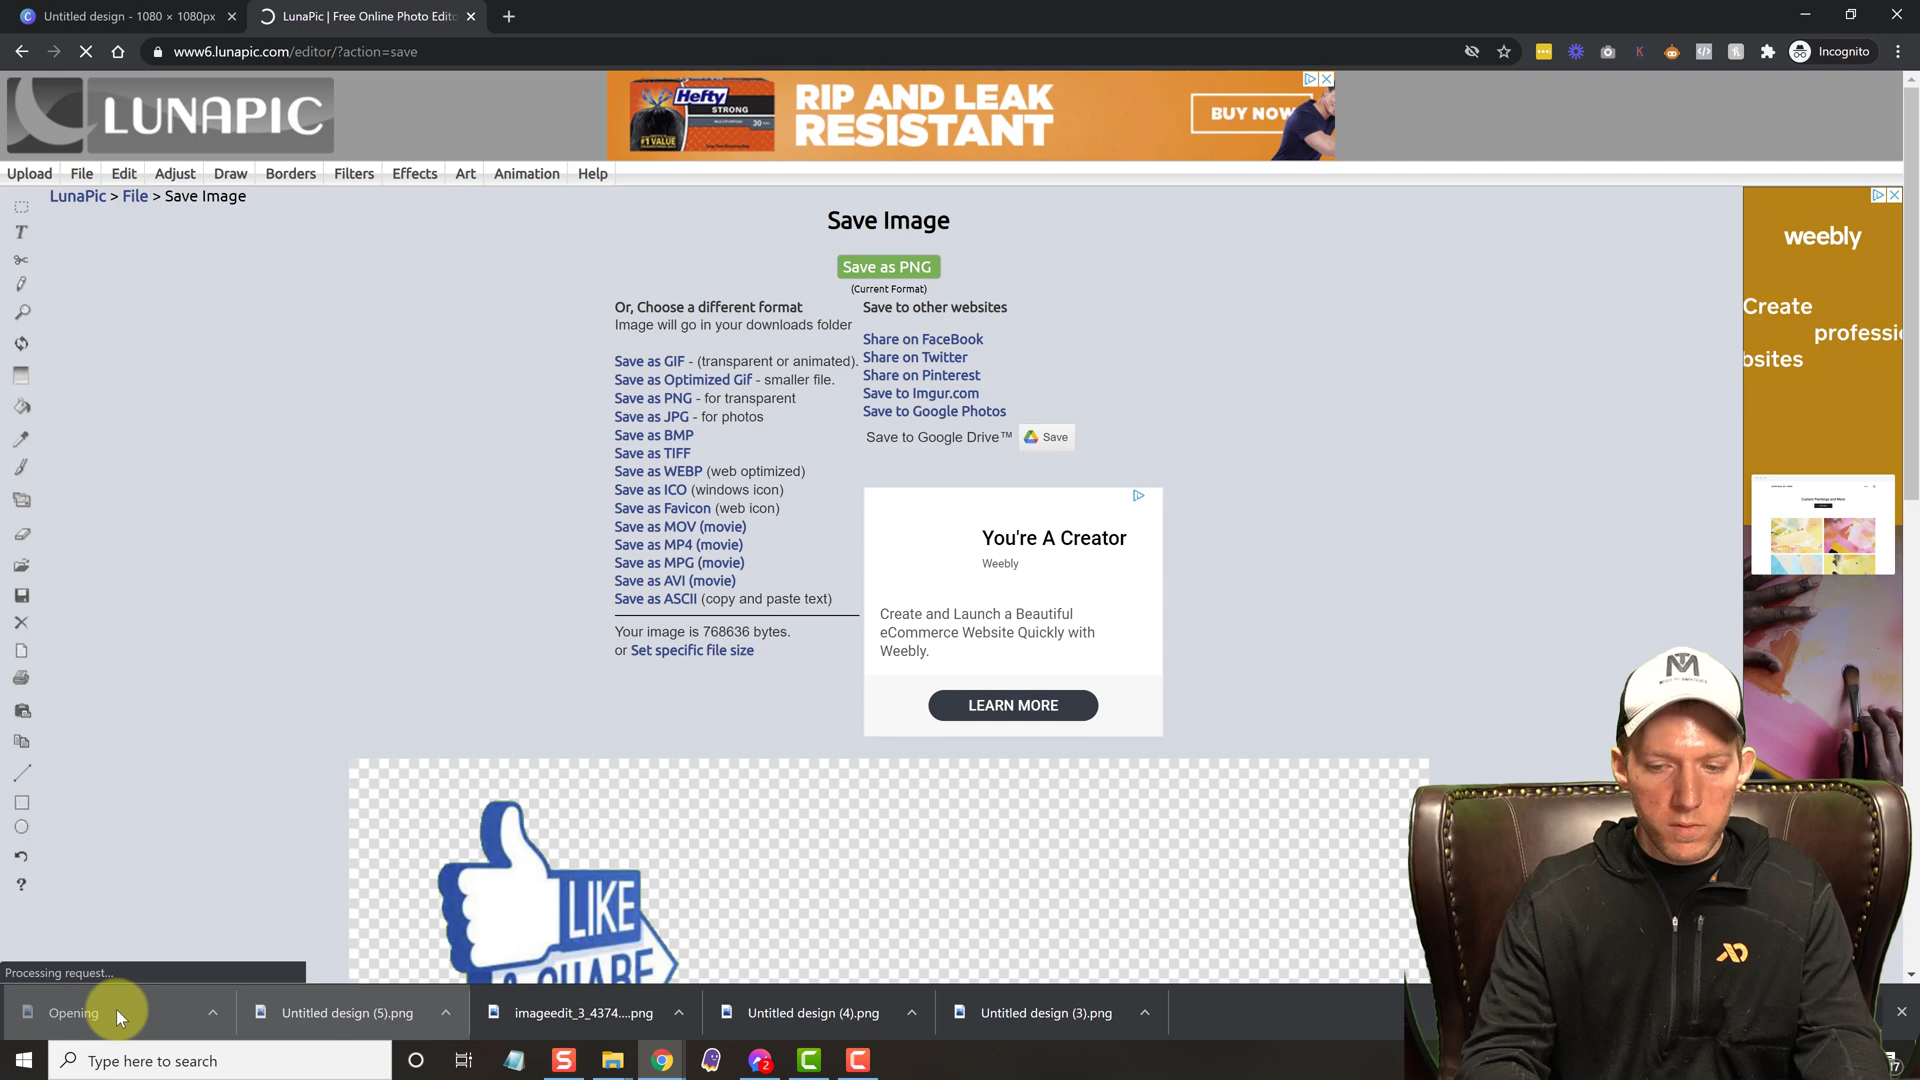 Untitled design - 1080 × 1080px
LunaPic | Free Online Photo Edito
www6.lunapic.com/editor/?action=save
Incognito
LUNAPIC
Hefty
STRONG
#1 VALUE
RIP AND LEAK
RESISTANT
BUY NOW
Upload File Edit Adjust Draw Borders Filters Effects Art Animation Help
LunaPic > File > Save Image
Save Image
Save as PNG
(Current Format)
Or, Choose a different format
Image will go in your downloads folder
Save as GIF - (transparent or animated).
Save as Optimized Gif - smaller file.
Save as PNG - for transparent
Save as JPG - for photos
Save as BMP
Save as TIFF
Save as WEBP (web optimized)
Save as ICO (windows icon)
Save as Favicon (web icon)
Save as MOV (movie)
Save as MP4 (movie)
Save as MPG (movie)
Save as AVI (movie)
Save as ASCII (copy and paste text)
Your image is 768636 bytes.
or Set specific file size
Save to other websites
Share on FaceBook
Share on Twitter
Share on Pinterest
Save to Imgur.com
Save to Google Photos
Save to Google Drive™ Save
You're A Creator
Weebly
Create and Launch a Beautiful
eCommerce Website Quickly with
Weebly.
LEARN MORE
weebly
Create
professi
bsites
LIKE
& SHARE
Processing request...
Opening
Untitled design (5).png
imageedit_3_4374....png
Untitled design (4).png
Untitled design (3).png
Type here to search
2
17